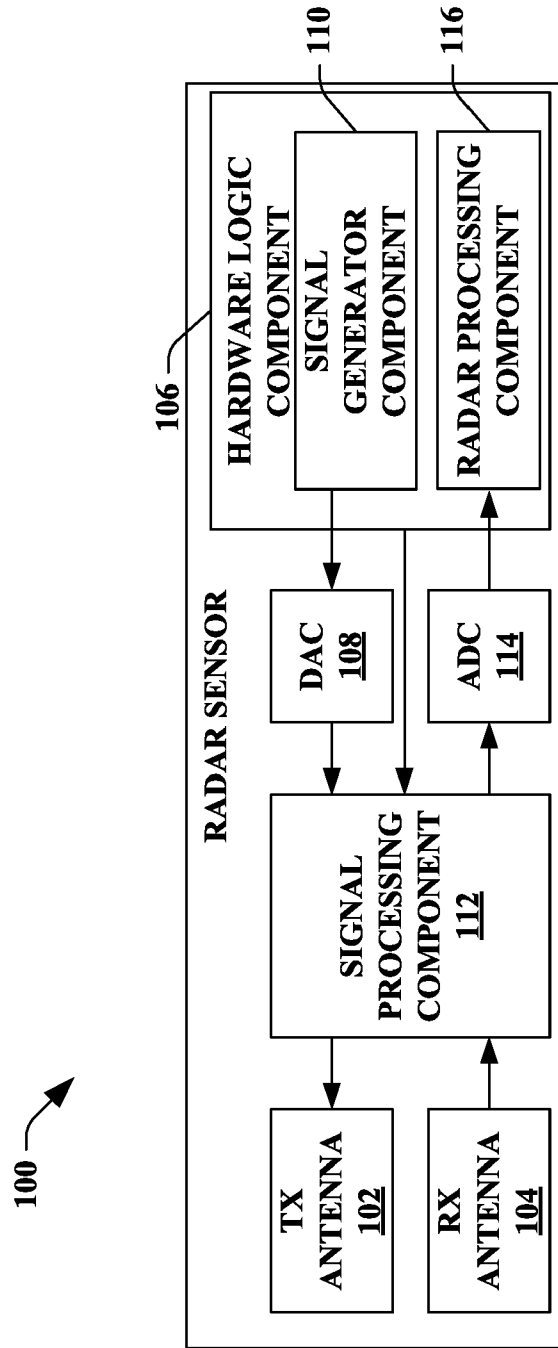 100
RADAR SENSOR
TX
ANTENNA
102
RX
ANTENNA
104
SIGNAL
PROCESSING
COMPONENT
112
DAC
108
ADC
114
106
HARDWARE LOGIC
COMPONENT
SIGNAL
GENERATOR
COMPONENT
110
RADAR PROCESSING
COMPONENT
116